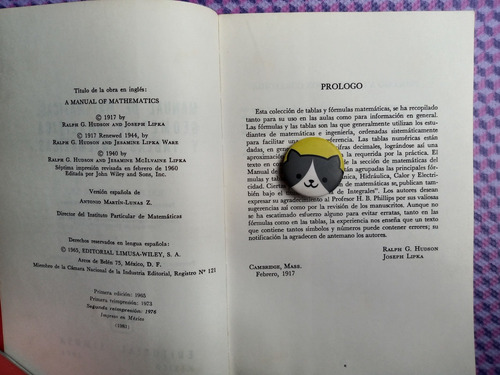 Título de la obra en inglés:
A MANUAL OF MATHEMATICS
© 1917 by
RALPH G. HUDSON AND JOSEPH LIPKA
© 1917 Renewed 1944, by
RALPH G. HUDSON AND JESAMINE LIPKA WARE
© 1940
RALPH G. HUDSON AND JESAMINE MCILVAINE LIPKA
Séptima impresión revisada en febrero de 1960
Editada por John Wiley and Sons, Inc.
Versión española de
ANTONIO MARTÍN-LUNAS Z.
Director del Instituto Particular de Matemáticas
Derechos reservados en lengua española:
© 1965, EDITORIAL LIMUSA-WILEY, S. A.
Arcos de Belén 75, México, D. F.
Miembro de la Cámara Nacional de la Industria Editorial, Registro Nº 121
Primera edición: 1965
Primera reimpresión: 1973
Segunda reimpresión: 1976
Impreso en México
(1981)
PROLOGO
Esta colección de tablas y fórmulas matemáticas, se ha recopilado
tanto para su uso en las aulas como para información en general.
Las fórmulas y las tablas son las que generalmente utilizan los estu-
diantes de matemáticas e ingeniería, ordenadas sistemáticamente
para facilitar una rápida referencia. Las tablas numéricas están
dadas, en cifras decimales, lográndose así una
aproximación la requerida por la práctica. El
texto de la sección de matemáticas del
Manual de agrupadas las principales fór-
mulas y tablas Mecánica, Hidráulica, Calor y Electri-
cidad. Ciertas de matemáticas se publican tam-
bién bajo el de Integrales". Los autores desean
expresar su agradecimiento al Profesor H. B. Phillips por sus valiosas
sugerencias así como por la revisión de los manuscritos. Aunque no
se ha escatimado esfuerzo alguno para evitar erratas, tanto en las
fórmulas como en las tablas, la experiencia nos enseña que en texto
que contiene tantos símbolos y números puede contener errores; su
notificación la agradecen de antemano los autores.
RALPH G. HUDSON
JOSEPH LIPKA
CAMBRIDGE, MASS.
Febrero, 1917